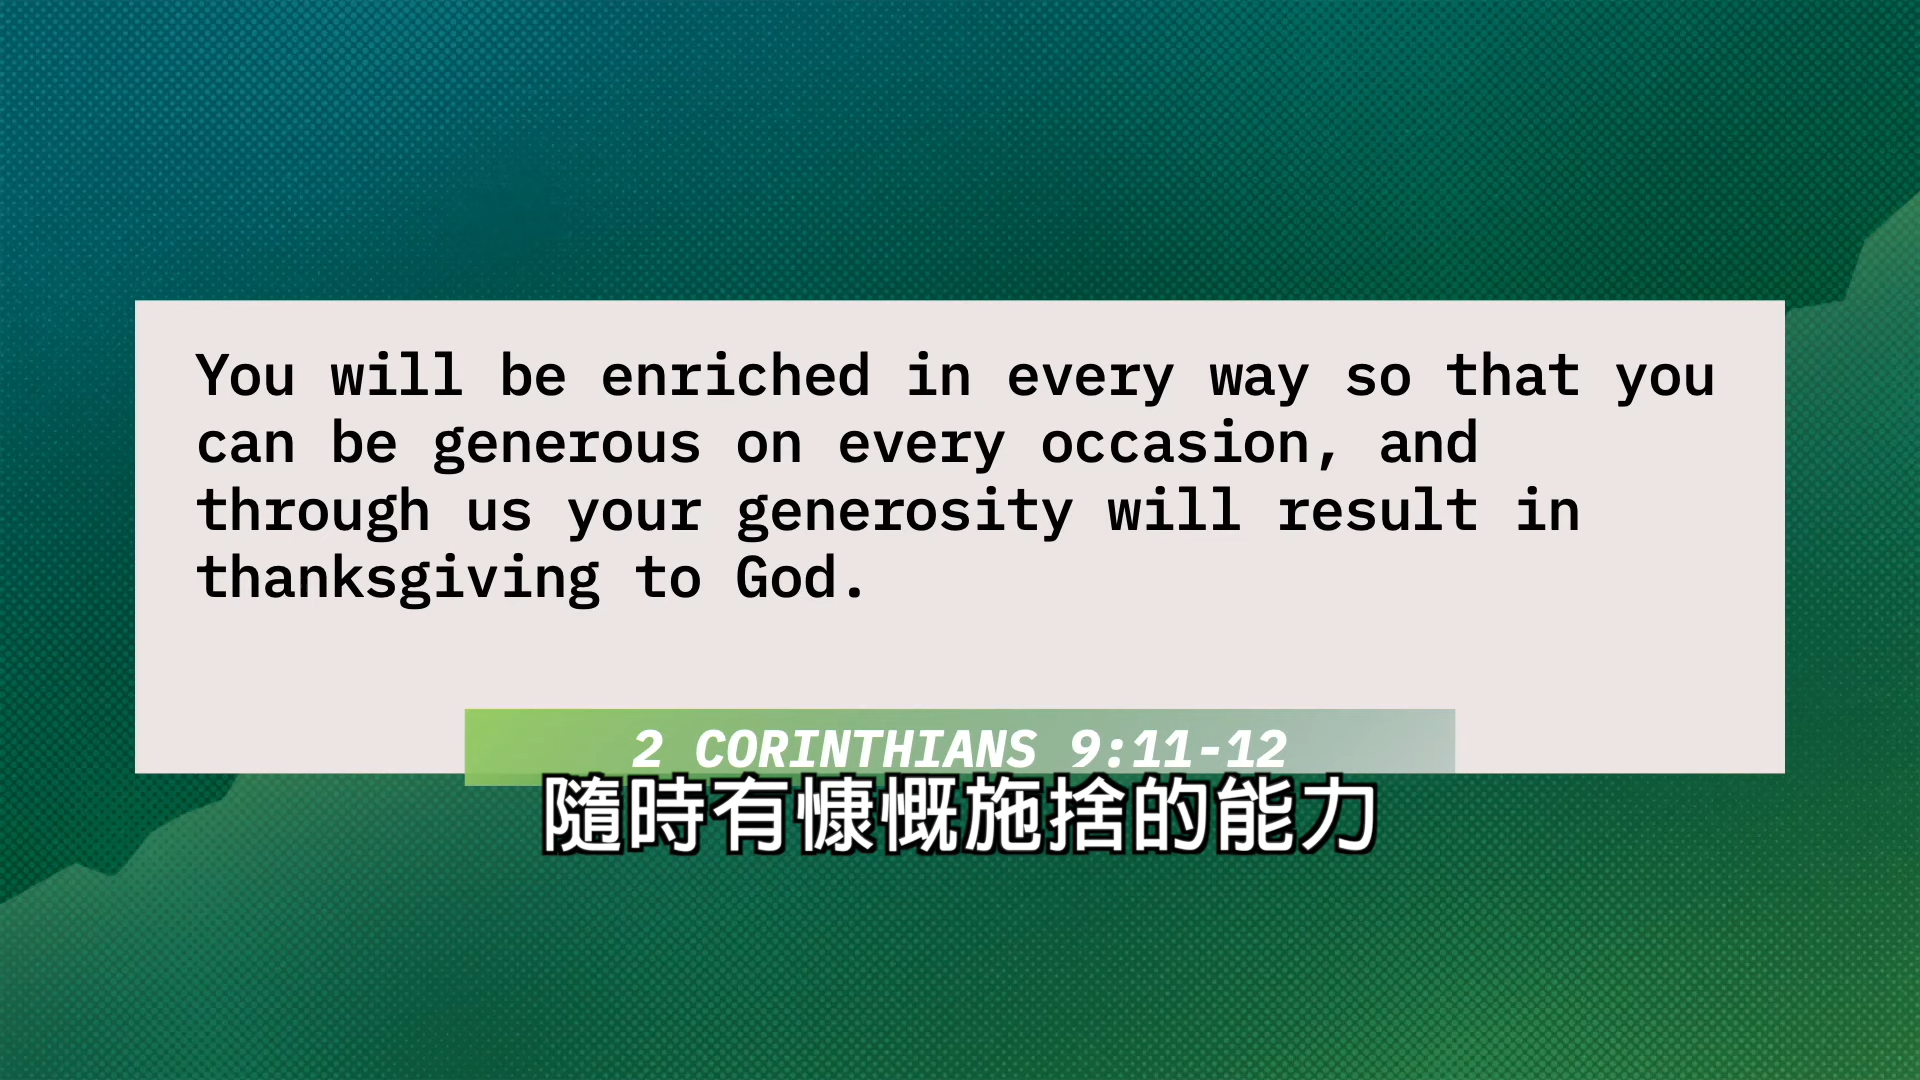 You will be enriched in every way so that you
can be generous on every occasion, and
through us your generosity will result in
thanksgiving to God.
2 CORINTHIANS 9:11-12
隨時有慷慨施捨的能力